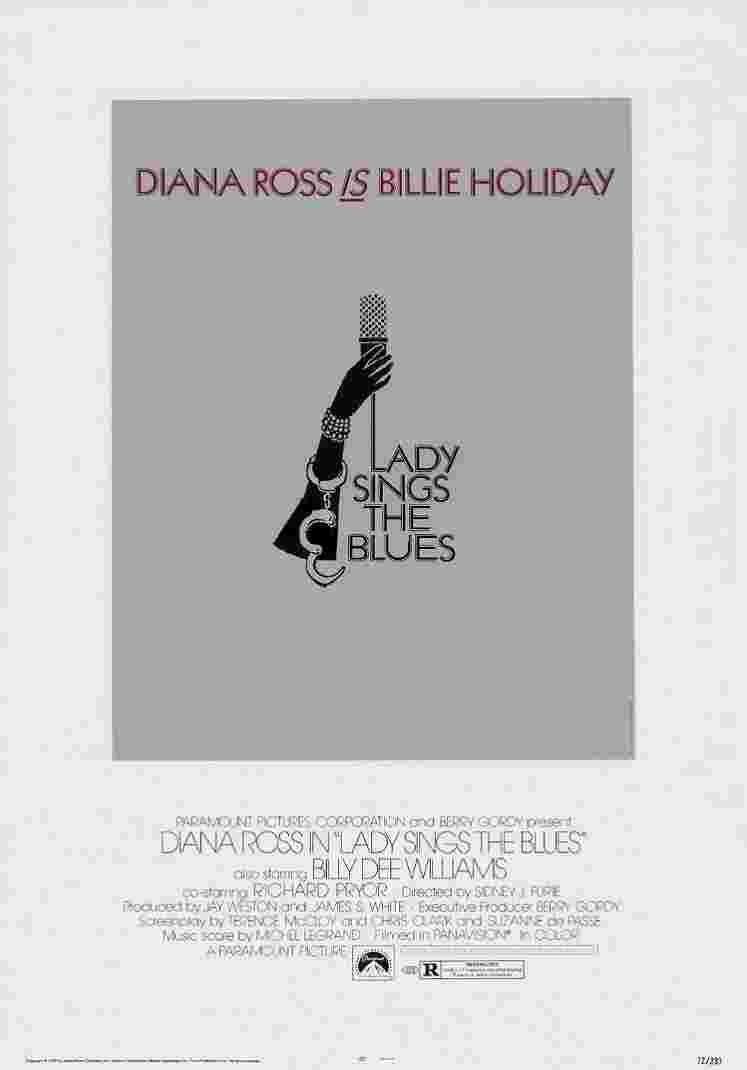 DIANA ROSS IS BILLIE HOLIDAY
LADY
SINGS
THE
BLUES
PARAMOUNT PICTURES CORPORATION and BERRY GORDY present
DIANA ROSS IN "LADY SINGS THE BLUES"
also starring BILLY DEE WILLIAMS
co-starring RICHARD PRYOR Directed by SIDNEY J. FURIE
Produced by JAY WESTON and JAMES S. WHITE · Executive Producer BERRY GORDY
Screenplay by TERENCE McCLOY and CHRIS CLARK and SUZANNE de PASSE
Music score by MICHEL LEGRAND Filmed in PANAVISION® In COLOR
A PARAMOUNT PICTURE
Paramount
R RESTRICTED